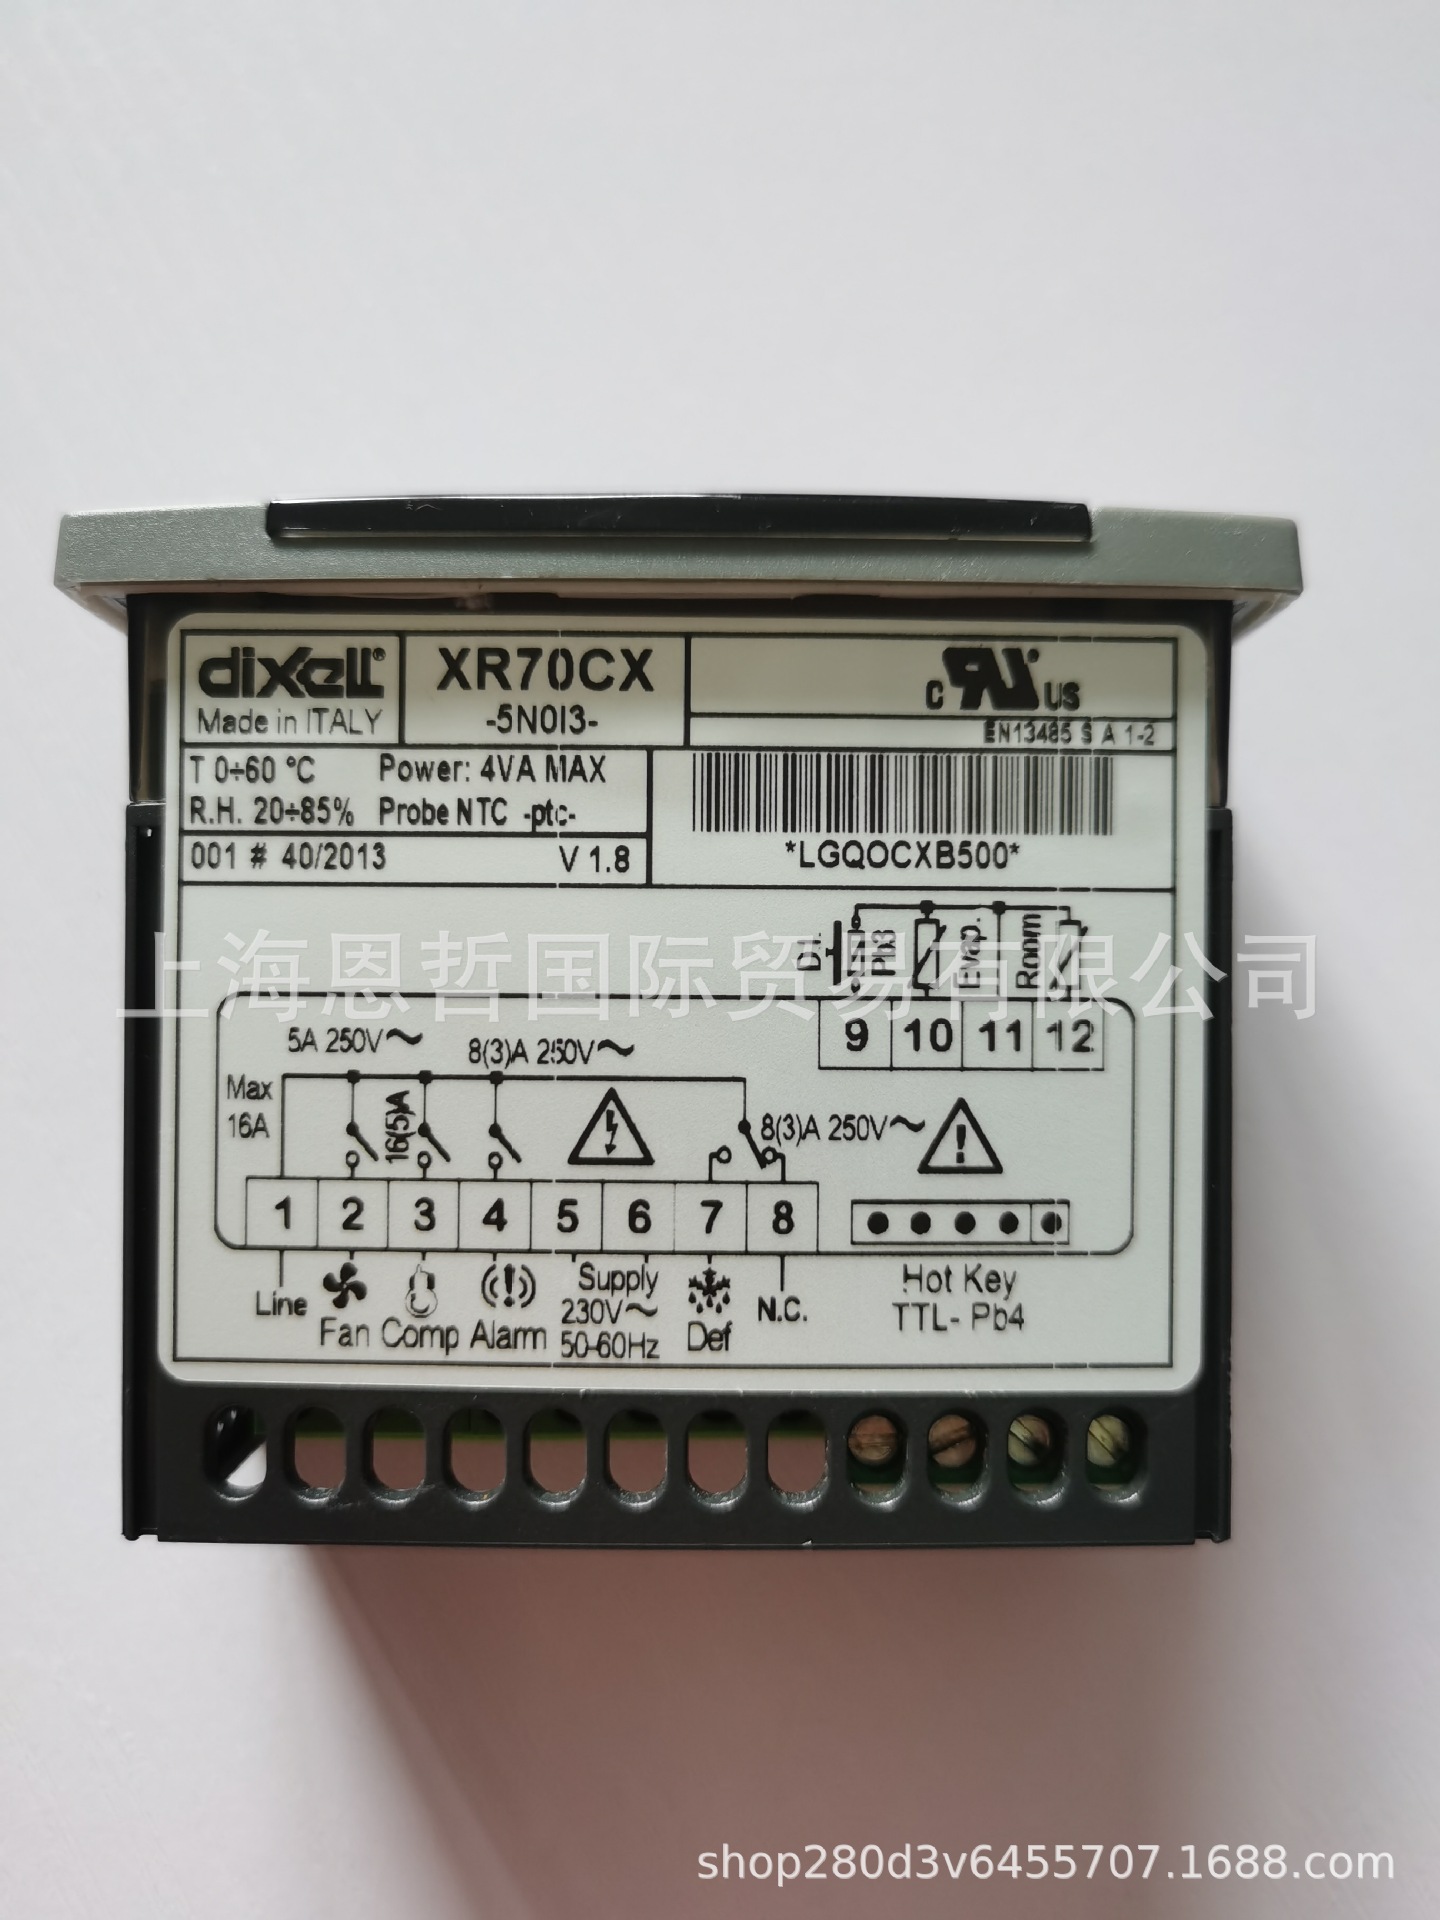 dixell®
Made in ITALY
XR70CX
-5N0I3-
C RU US
EN13485 S A 1-2
T 0÷60 °C Power: 4VA MAX
R.H. 20÷85% Probe NTC -ptc-
001 # 40/2013 V 1.8
*LGQOCXB500*
D.I.
Pb3
Evap.
Room
上海恩哲国际贸易有限公司
9 10 11 12
5A 250V~
8(3)A 250V~
Max
16A
16(5)A
8(3)A 250V~
1 2 3 4 5 6 7 8
Line
Fan
Comp
Alarm
Supply
230V~
50-60Hz
Def
N.C.
Hot Key
TTL- Pb4
shop280d3v6455707.1688.com